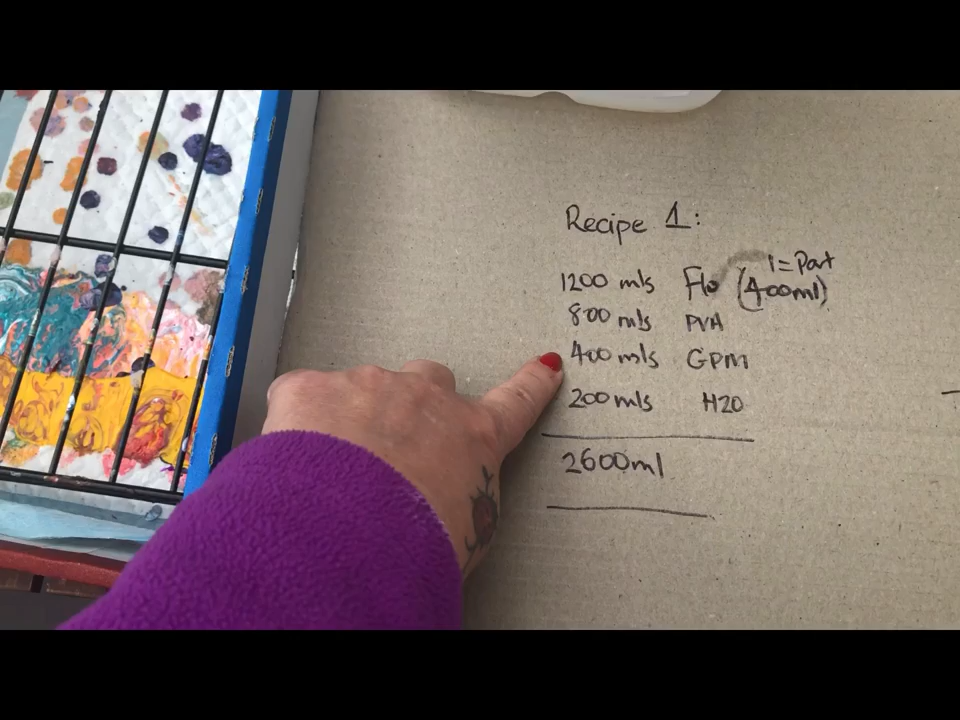 Recipe 1:
1 = Part
1200 mls Flo (400ml)
800 mls PVA
400 mls GPM
200 mls H20
2600ml